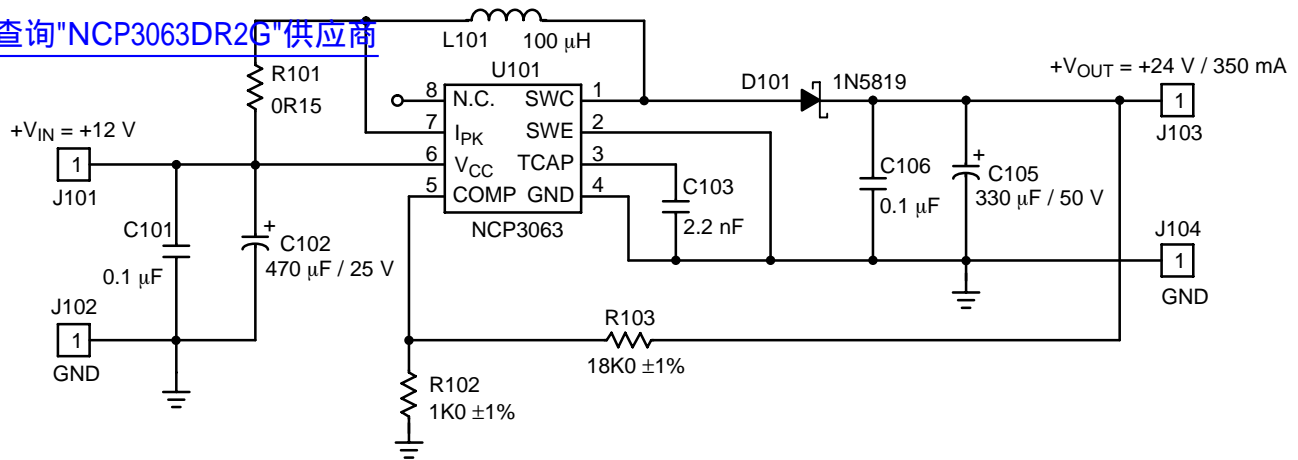 查询"NCP3063DR2G"供应商
L101 100 μH
U101
R101
0R15
8 N.C. SWC 1
7 IPK SWE 2
6 VCC TCAP 3
5 COMP GND 4
NCP3063
D101 1N5819
+VOUT = +24 V / 350 mA
1
J103
+VIN = +12 V
1
J101
C101
0.1 μF
C102
+
470 μF / 25 V
C103
2.2 nF
C106
0.1 μF
+
C105
330 μF / 50 V
J104
1
GND
J102
1
GND
R103
18K0 ±1%
R102
1K0 ±1%